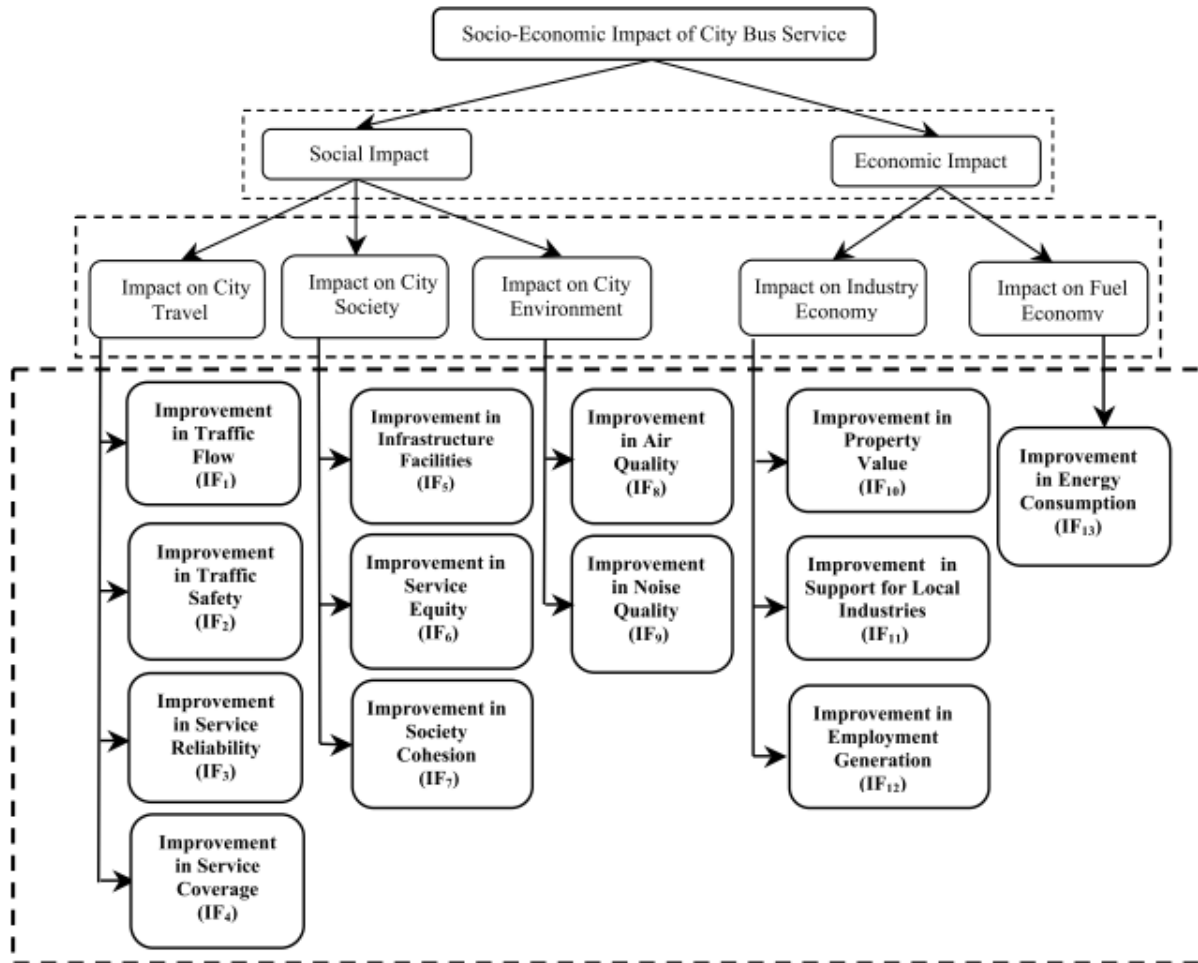 Socio-Economic Impact of City Bus Service
Social Impact
Economic Impact
Impact on City
Travel
Impact on City
Society
Impact on City
Environment
Impact on Industry
Economy
Impact on Fuel
Economy
Improvement
in Traffic
Flow
(IF₁)
Improvement
in Traffic
Safety
(IF₂)
Improvement
in Service
Reliability
(IF₃)
Improvement
in Service
Coverage
(IF₄)
Improvement in
Infrastructure
Facilities
(IF₅)
Improvement in
Service
Equity
(IF₆)
Improvement in
Society
Cohesion
(IF₇)
Improvement
in Air
Quality
(IF₈)
Improvement
in Noise
Quality
(IF₉)
Improvement in
Property
Value
(IF₁₀)
Improvement in
Support for Local
Industries
(IF₁₁)
Improvement in
Employment
Generation
(IF₁₂)
Improvement
in Energy
Consumption
(IF₁₃)